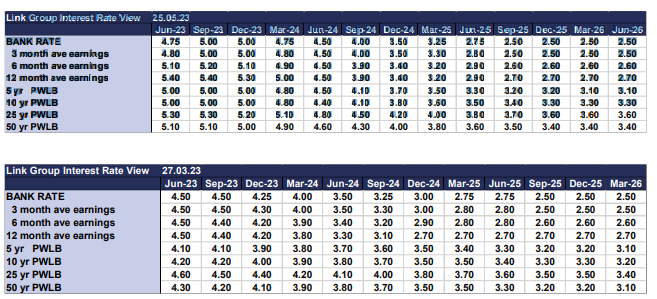 Link Group Interest Rate View 25.05.23
Jun-23 Sep-23 Dec-23 Mar-24 Jun-24 Sep-24 Dec-24 Mar-25 Jun-25 Sep-25 Dec-25 Mar-26 Jun-26
BANK RATE 4.75 5.00 5.00 4.75 4.50 4.00 3.50 3.25 2.75 2.50 2.50 2.50 2.50
3 month ave earnings 4.80 5.00 5.00 4.80 4.50 4.00 3.50 3.30 2.80 2.50 2.50 2.50 2.50
6 month ave earnings 5.10 5.20 5.10 4.90 4.50 3.90 3.40 3.20 2.90 2.60 2.60 2.60 2.60
12 month ave earnings 5.40 5.40 5.30 5.00 4.50 3.90 3.40 3.20 2.90 2.70 2.70 2.70 2.70
5 yr PWLB 5.00 5.00 5.00 4.80 4.50 4.10 3.70 3.50 3.30 3.20 3.20 3.10 3.10
10 yr PWLB 5.00 5.00 5.00 4.80 4.40 4.10 3.80 3.60 3.50 3.40 3.30 3.30 3.30
25 yr PWLB 5.30 5.30 5.20 5.10 4.80 4.50 4.20 4.00 3.80 3.70 3.60 3.60 3.60
50 yr PWLB 5.10 5.10 5.00 4.90 4.60 4.30 4.00 3.80 3.60 3.50 3.40 3.40 3.40
Link Group Interest Rate View 27.03.23
Jun-23 Sep-23 Dec-23 Mar-24 Jun-24 Sep-24 Dec-24 Mar-25 Jun-25 Sep-25 Dec-25 Mar-26
BANK RATE 4.50 4.50 4.25 4.00 3.50 3.25 3.00 2.75 2.75 2.50 2.50 2.50
3 month ave earnings 4.50 4.50 4.30 4.00 3.50 3.30 3.00 2.80 2.80 2.50 2.50 2.50
6 month ave earnings 4.50 4.40 4.20 3.90 3.40 3.20 2.90 2.80 2.80 2.60 2.60 2.60
12 month ave earnings 4.50 4.40 4.20 3.80 3.30 3.10 2.70 2.70 2.70 2.70 2.70 2.70
5 yr PWLB 4.10 4.10 3.90 3.80 3.70 3.60 3.50 3.40 3.30 3.20 3.20 3.10
10 yr PWLB 4.20 4.20 4.00 3.90 3.80 3.70 3.50 3.50 3.40 3.30 3.30 3.20
25 yr PWLB 4.60 4.50 4.40 4.20 4.10 4.00 3.80 3.70 3.60 3.50 3.50 3.40
50 yr PWLB 4.30 4.20 4.10 3.90 3.80 3.70 3.50 3.50 3.30 3.20 3.20 3.10